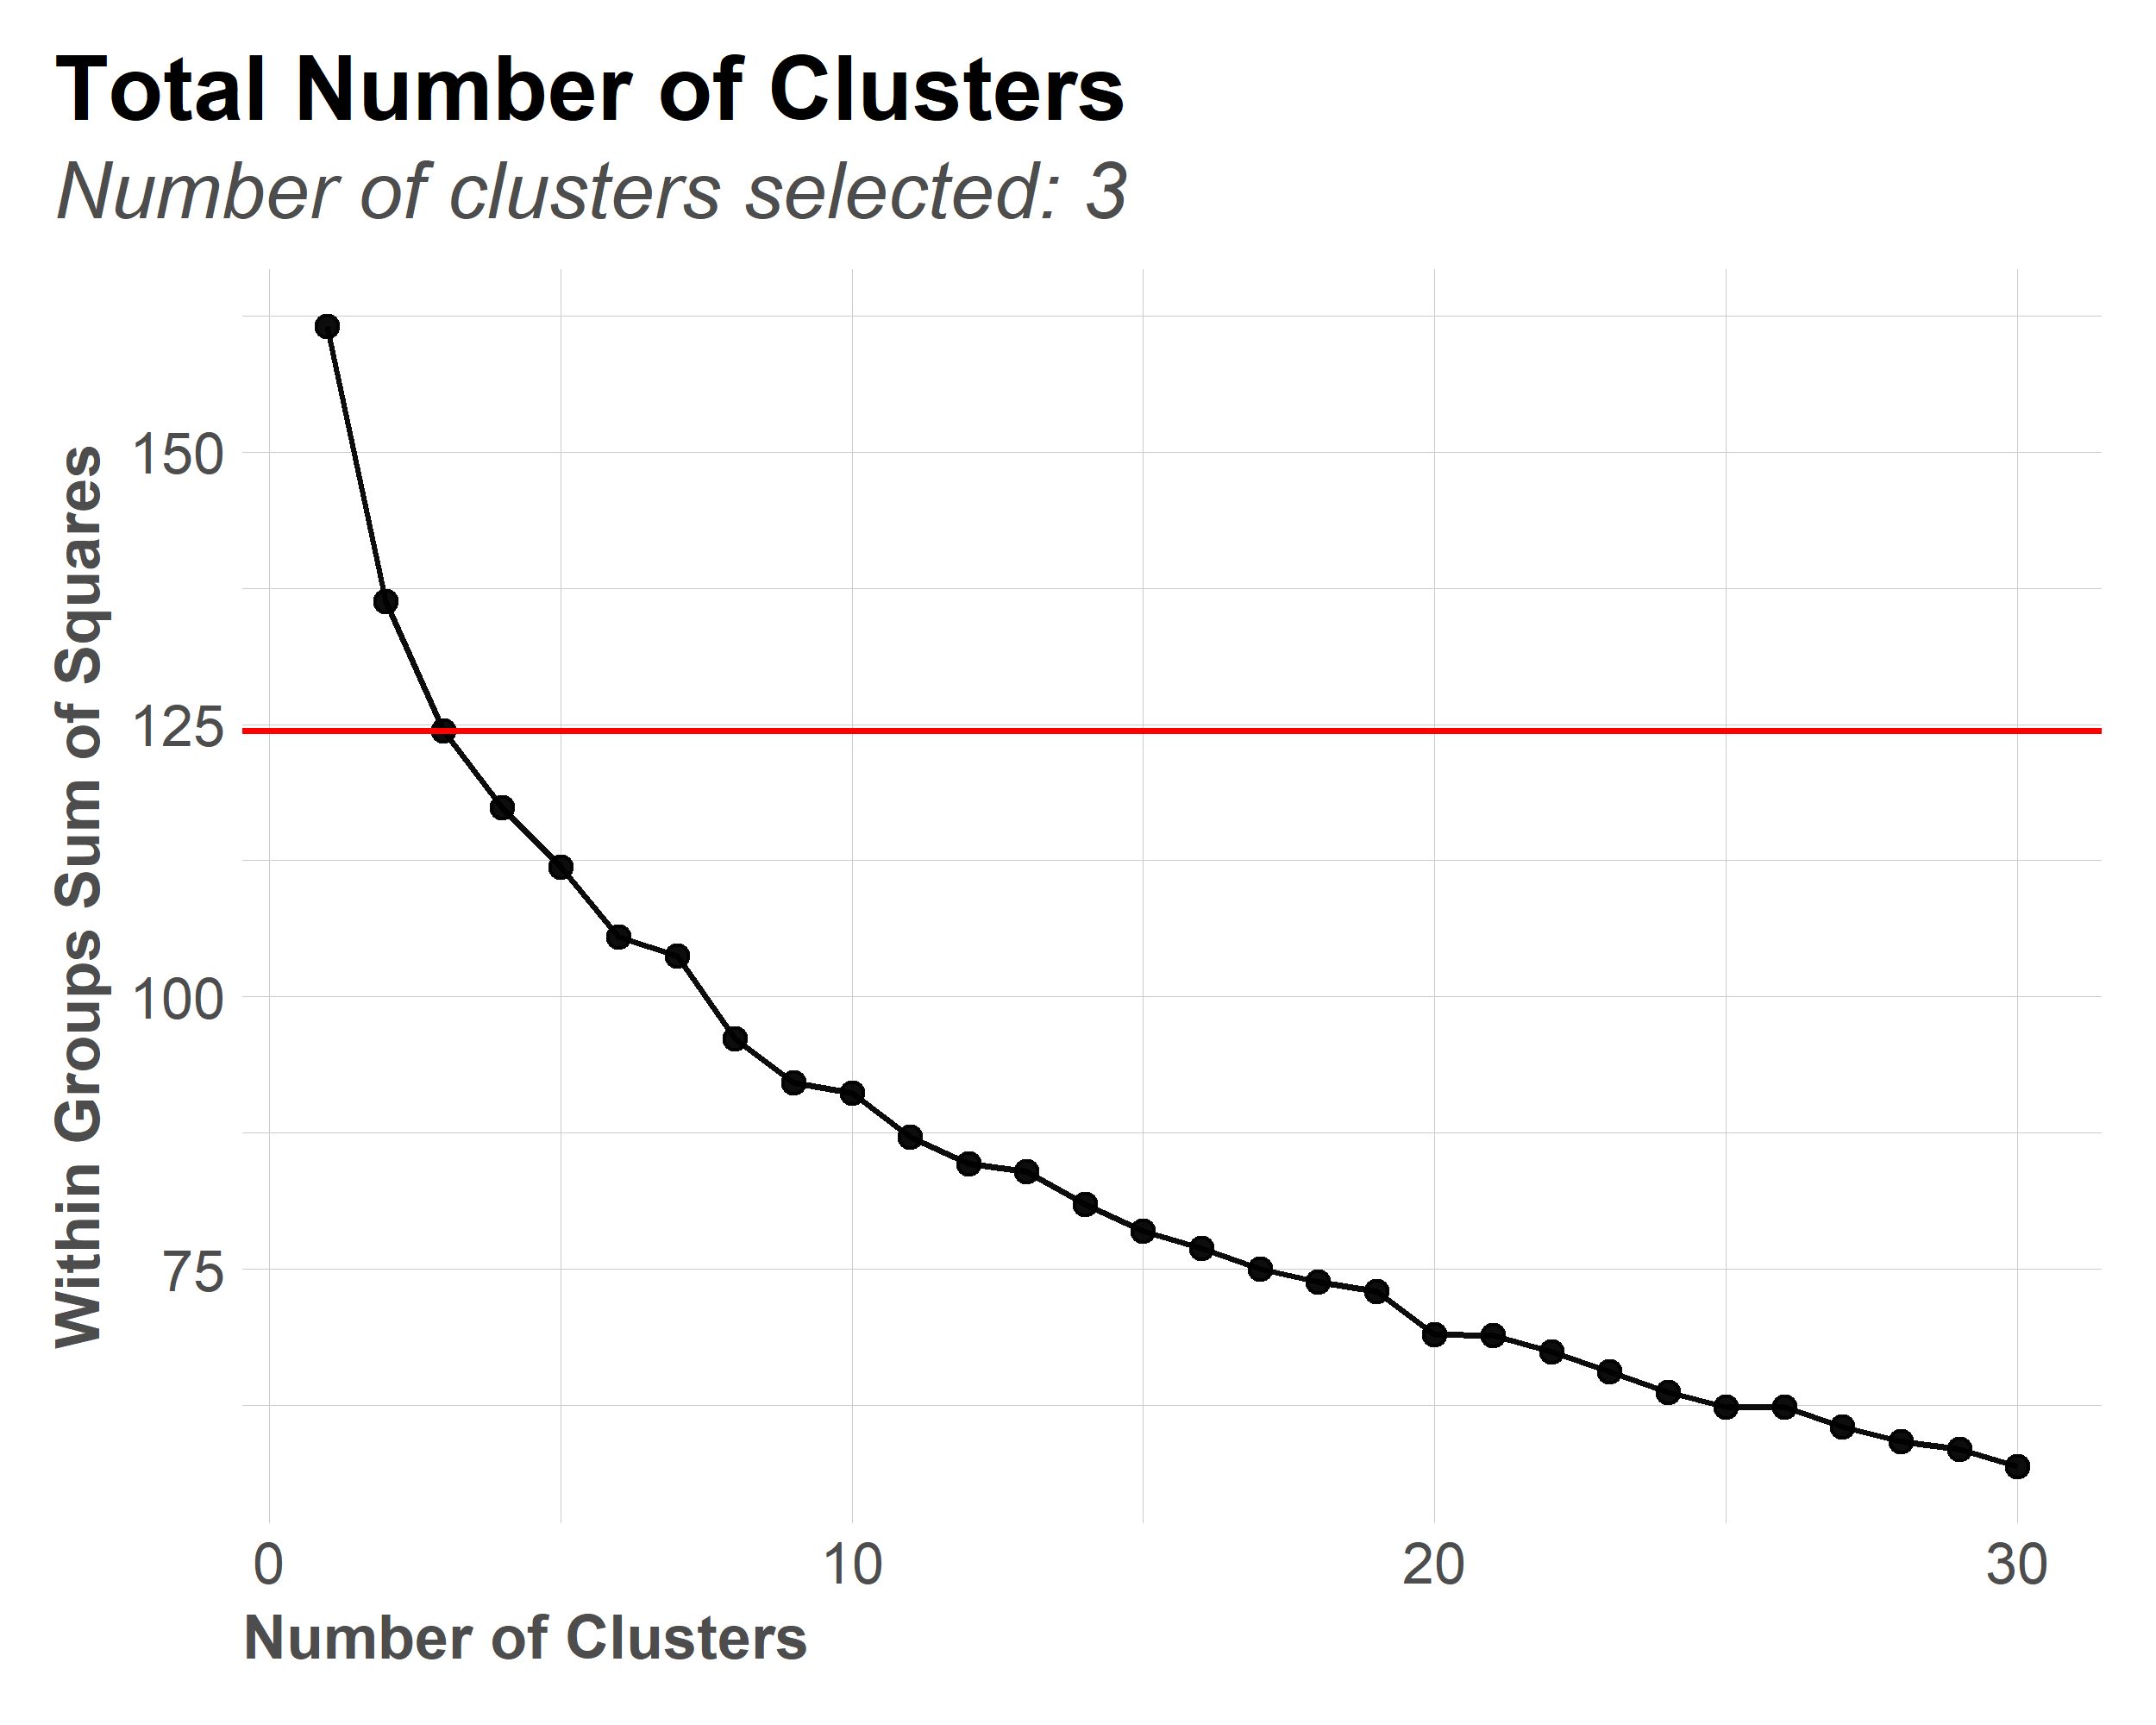 Total Number of Clusters
Number of clusters selected: 3
Within Groups Sum of Squares
150
125
100
75
0 10 20 30
Number of Clusters